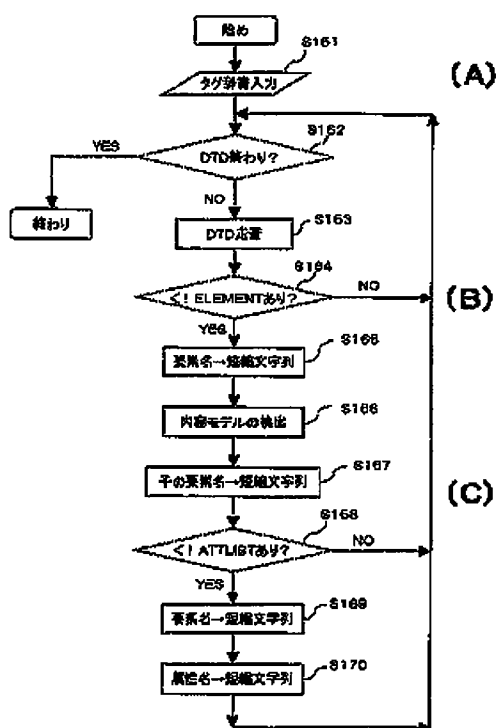 始め
S161
タグ辞書入力
(A)
S162
DTD終わり?
YES
終わり
NO
S163
DTD走査
S164
<! ELEMENTあり?
NO
(B)
YES
S165
要素名→短縮文字列
S166
内容モデルの検出
S167
子の要素名→短縮文字列
(C)
S168
<! ATTLISTあり?
NO
YES
S169
要素名→短縮文字列
S170
属性名→短縮文字列